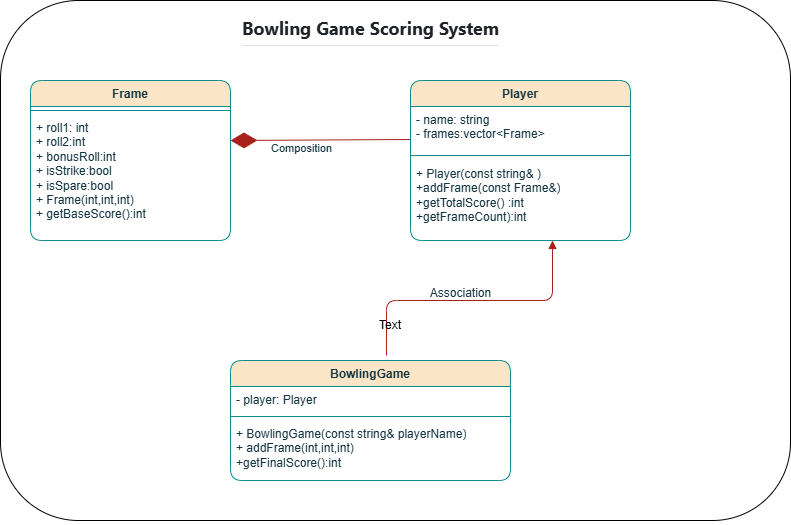 Bowling Game Scoring System
Frame
+ roll1: int
+ roll2:int
+ bonusRoll:int
+ isStrike:bool
+ isSpare:bool
+ Frame(int,int,int)
+ getBaseScore():int
Composition
Player
- name: string
- frames:vector<Frame>
+ Player(const string& )
+addFrame(const Frame&)
+getTotalScore() :int
+getFrameCount):int
Association
Text
BowlingGame
- player: Player
+ BowlingGame(const string& playerName)
+ addFrame(int,int,int)
+getFinalScore():int